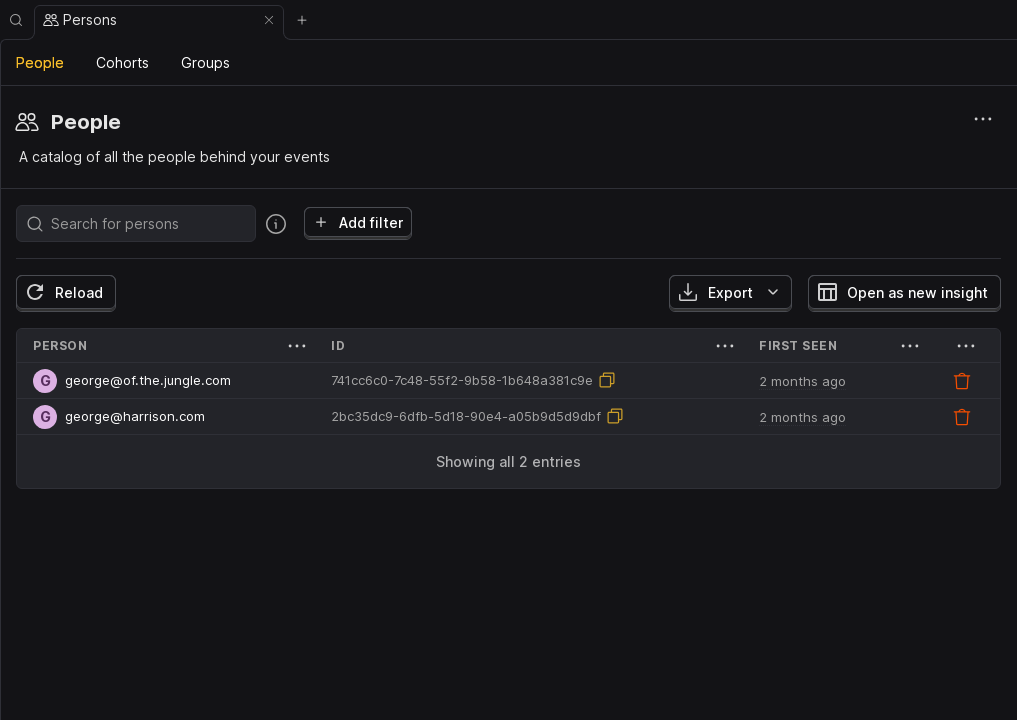 Persons
People Cohorts Groups
People
A catalog of all the people behind your events
Search for persons Add filter
Reload Export Open as new insight
PERSON ID FIRST SEEN
G george@of.the.jungle.com 741cc6c0-7c48-55f2-9b58-1b648a381c9e 2 months ago
G george@harrison.com 2bc35dc9-6dfb-5d18-90e4-a05b9d5d9dbf 2 months ago
Showing all 2 entries